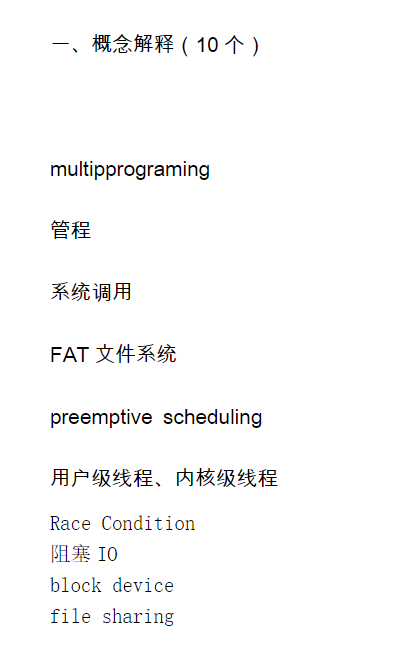 一、概念解释（10 个）
multipprograming
管程
系统调用
FAT 文件系统
preemptive scheduling
用户级线程、内核级线程
Race Condition
阻塞 IO
block device
file sharing